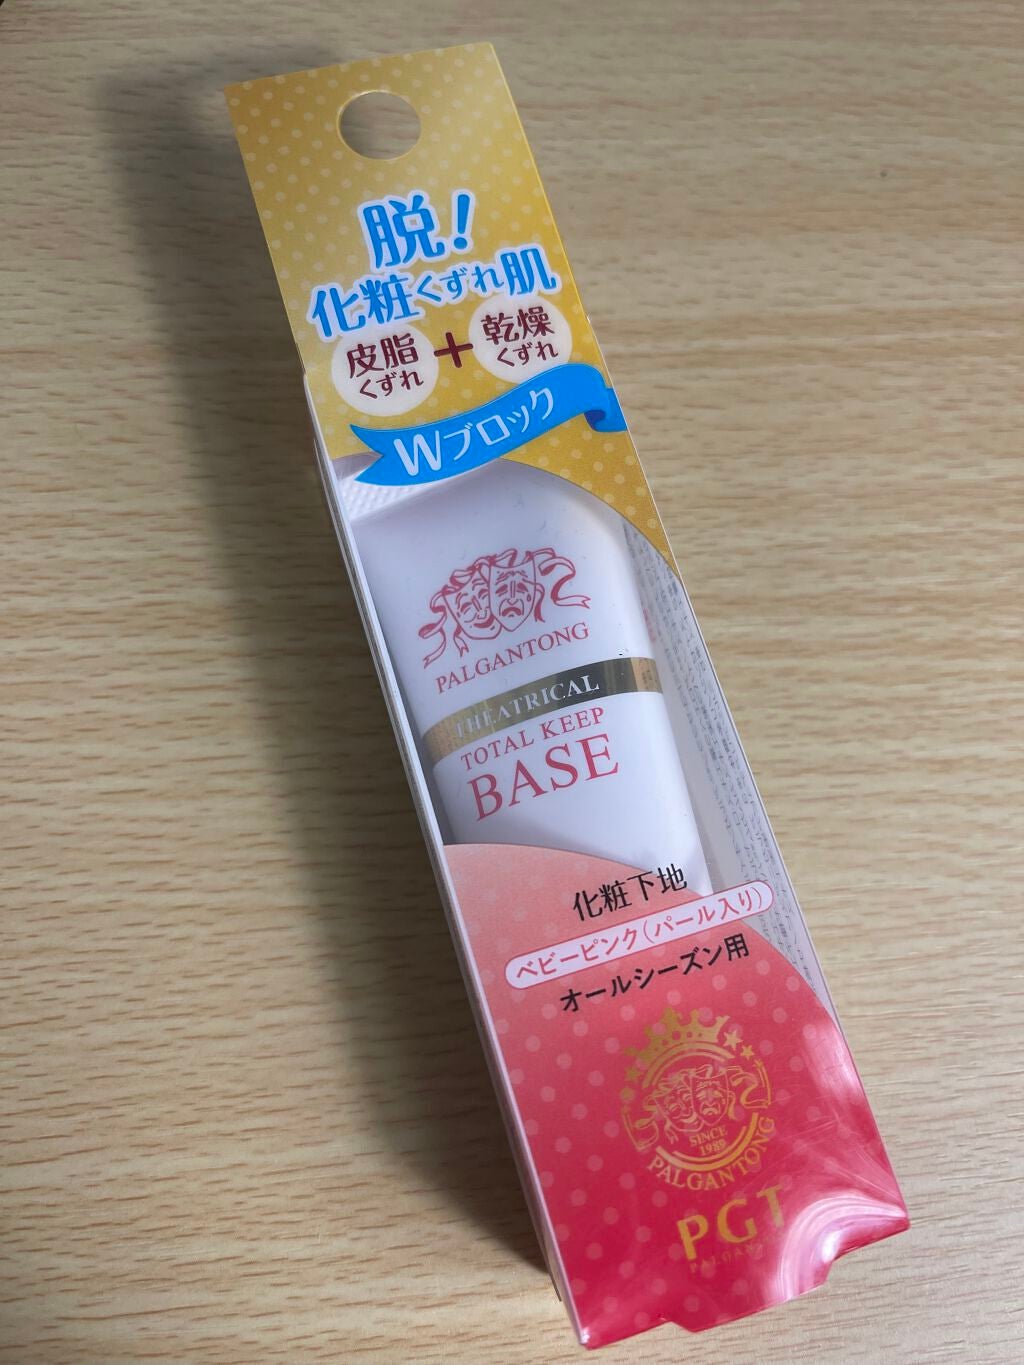 脱!
化粧くずれ肌
皮脂くずれ
+
乾燥くずれ
Wブロック
PALGANTONG
THEATRICAL
TOTAL KEEP
BASE
化粧下地
ベビーピンク(パール入り)
オールシーズン用
SINCE
1989
PALGANTONG
PGT